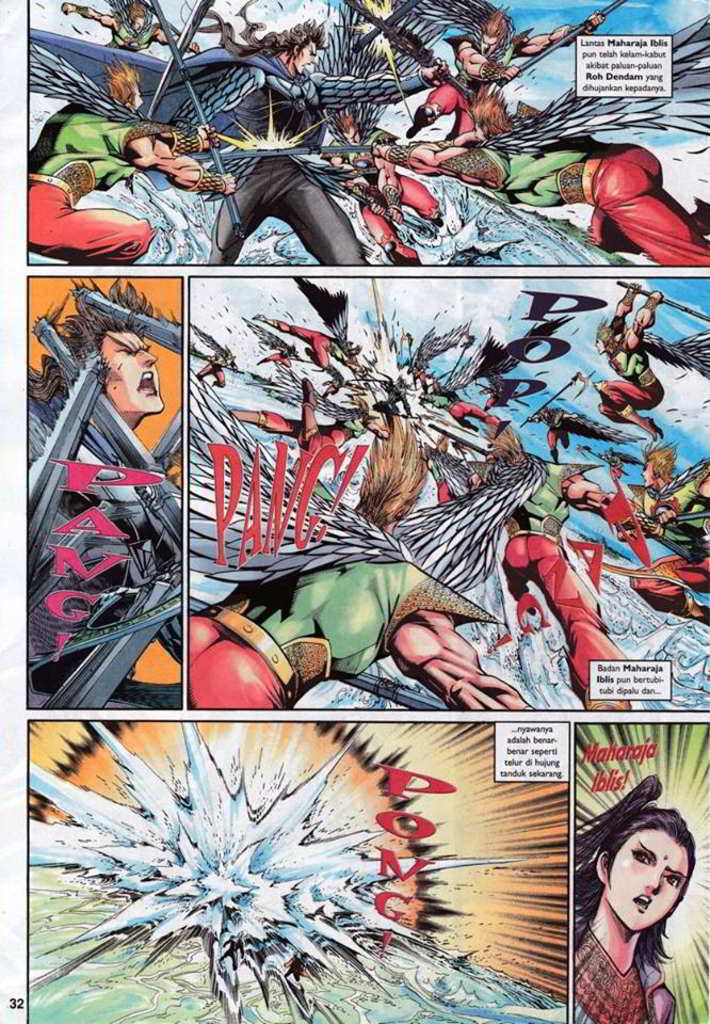 Lantas Maharaja Iblis
pun telah kelam-kabut
akibat paluan-paluan
Roh Dendam yang
dihujankan kepadanya.
PANG!
POP
PANG!
Badan Maharaja
Iblis pun bertubi-
tubi dipalu dan...
...nyawanya
adalah benar-
benar seperti
telur di hujung
tanduk sekarang.
PONG!
Maharaja
Iblis!
32